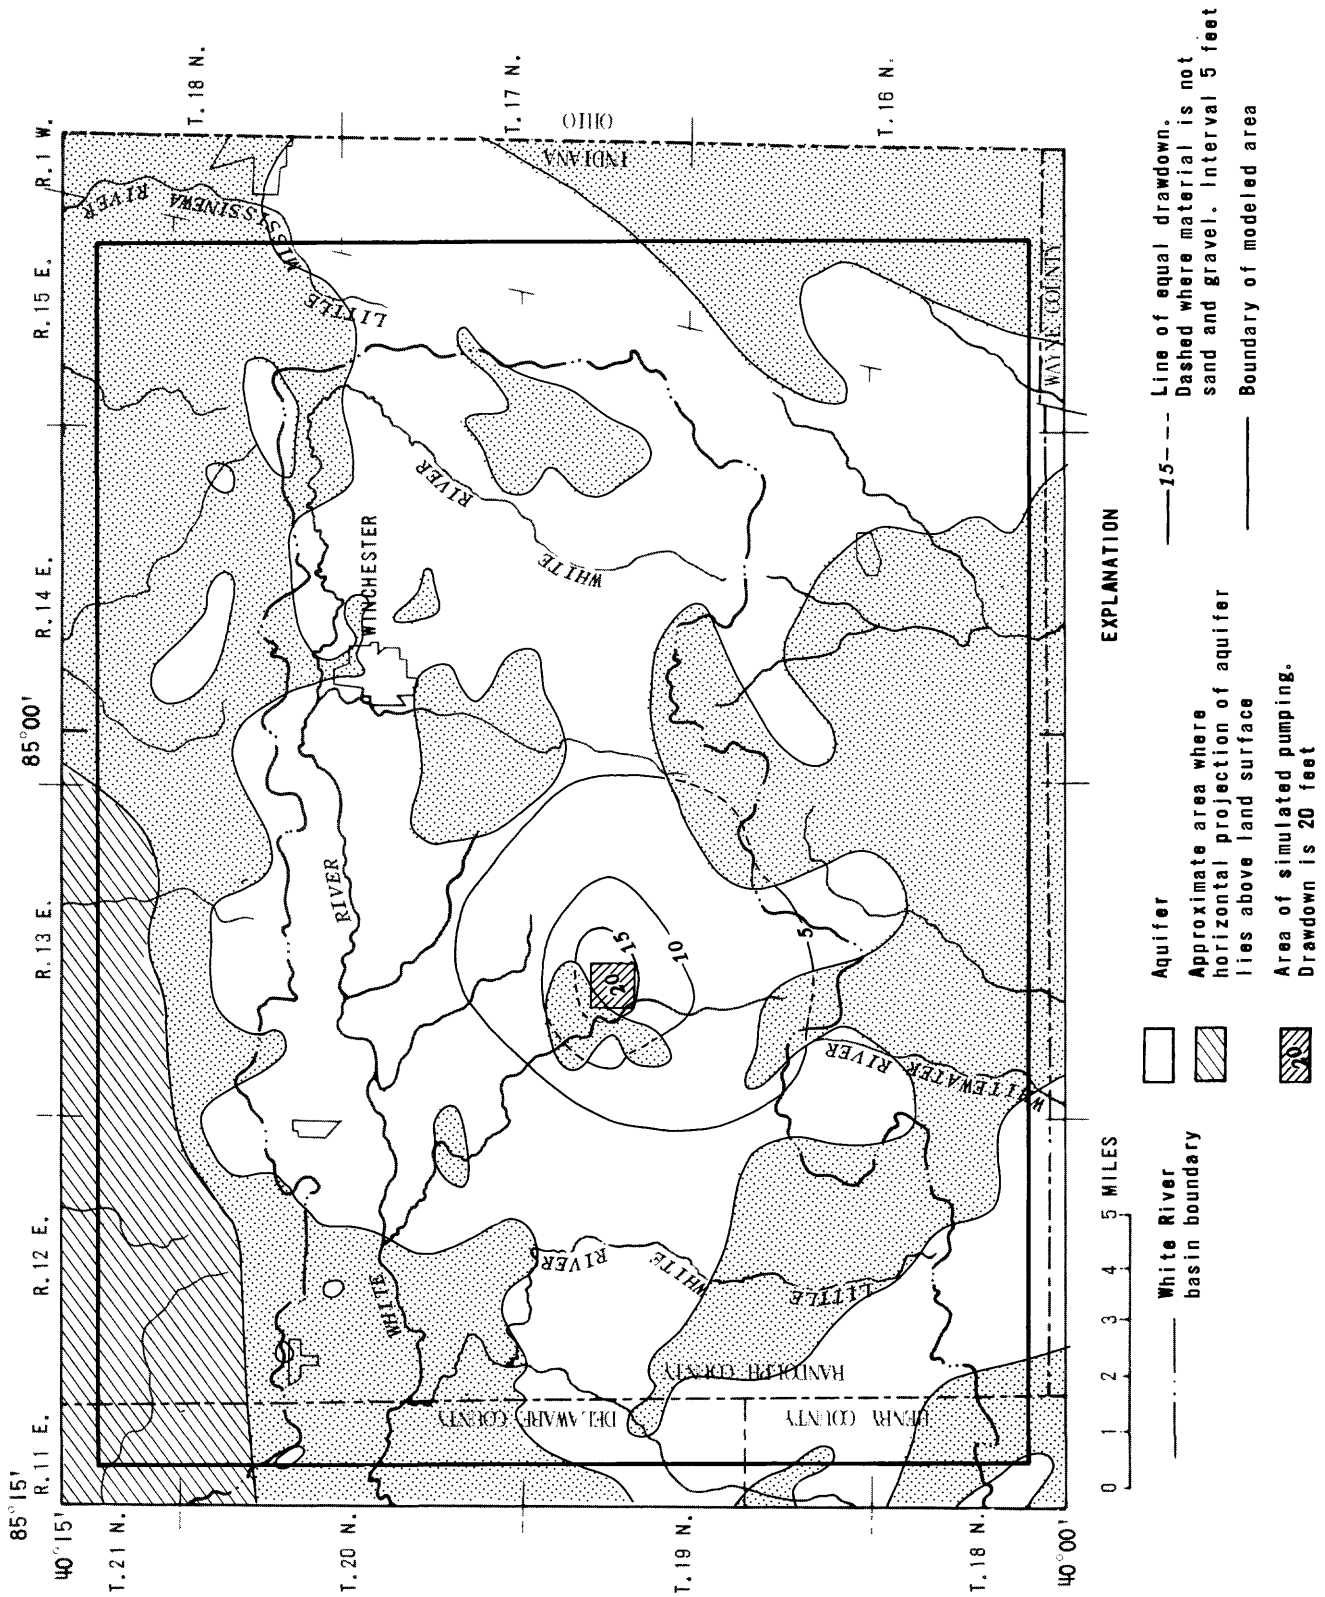 85°15'
R.11 E.
R.12 E.
R.13 E.
85°00'
R.14 E.
R.15 E.
R.1 W.
40°15'
T.21 N.
T.20 N.
T.19 N.
T.18 N.
40°00'
T.18 N.
T.17 N.
T.16 N.
MISSISSINEWA
RIVER
LITTLE
MISS
WHITE
RIVER
WINCHESTER
WHITE
RIVER
LITTLE
WHITE
RIVER
WHITEWATER RIVER
INDIANA
OHIO
DELAWARE COUNTY
RANDOLPH COUNTY
HENRY COUNTY
WAYNE COUNTY
5
10
15
20
0 1 2 3 4 5 MILES
EXPLANATION
White River
basin boundary
Aquifer
Approximate area where
horizontal projection of aquifer
lies above land surface
20
Area of simulated pumping.
Drawdown is 20 feet
15
Line of equal drawdown.
Dashed where material is not
sand and gravel. Interval 5 feet
Boundary of modeled area